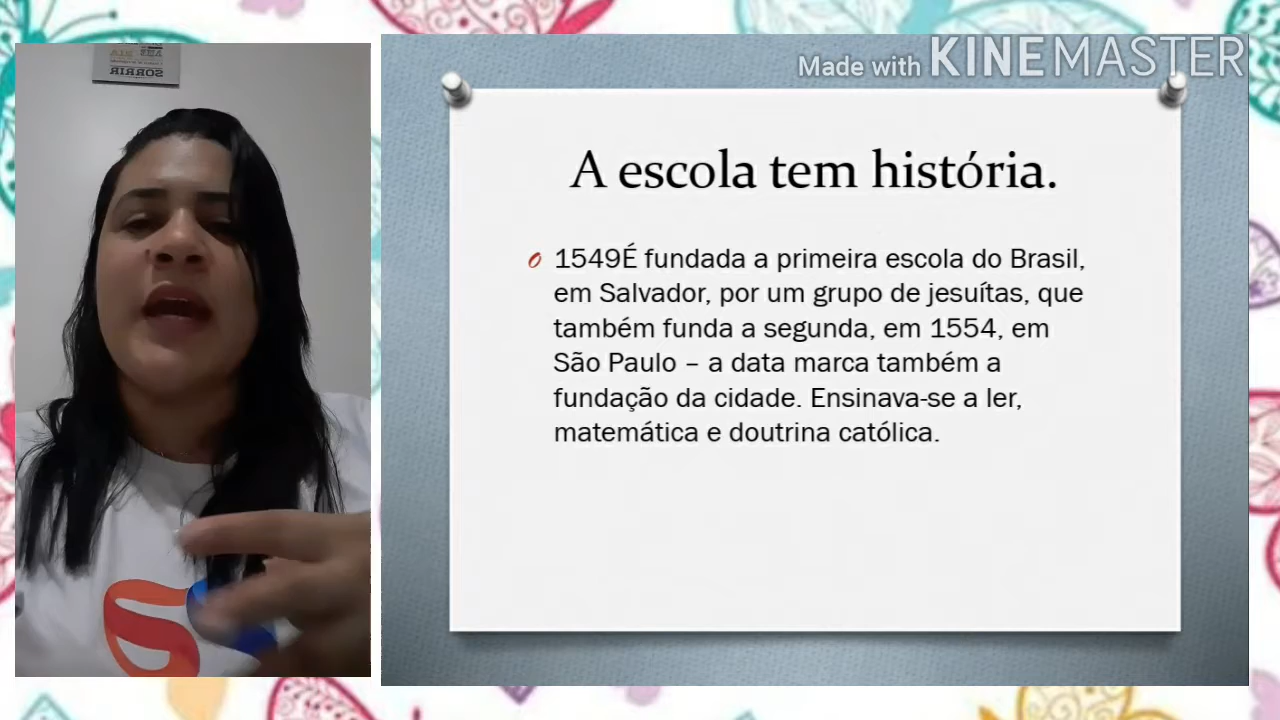 SORRIR
Made with KINEMASTER
A escola tem história.
1549É fundada a primeira escola do Brasil,
em Salvador, por um grupo de jesuítas, que
também funda a segunda, em 1554, em
São Paulo – a data marca também a
fundação da cidade. Ensinava-se a ler,
matemática e doutrina católica.